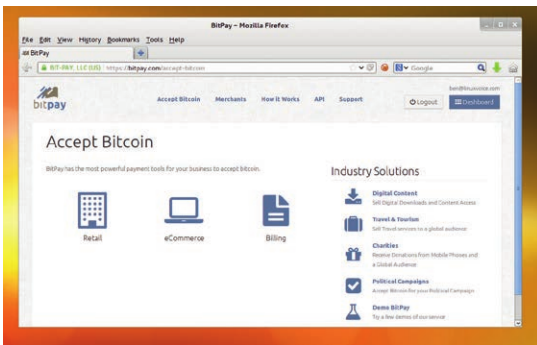 BitPay – Mozilla Firefox
File Edit View History Bookmarks Tools Help
BitPay
BIT-PAY, LLC (US) https://bitpay.com/accept-bitcoin
Google
ben@linuxvoice.com
bitpay
Accept Bitcoin Merchants How It Works API Support
Logout Dashboard
Accept Bitcoin
BitPay has the most powerful payment tools for your business to accept bitcoin.
Retail eCommerce Billing
Industry Solutions
Digital Content
Sell Digital Downloads and Content Access
Travel & Tourism
Sell Travel services to a global audience
Charities
Receive Donations from Mobile Phones and
a Global Audience
Political Campaigns
Accept Bitcoin for your Political Campaign
Demo BitPay
Try a few demos of our service